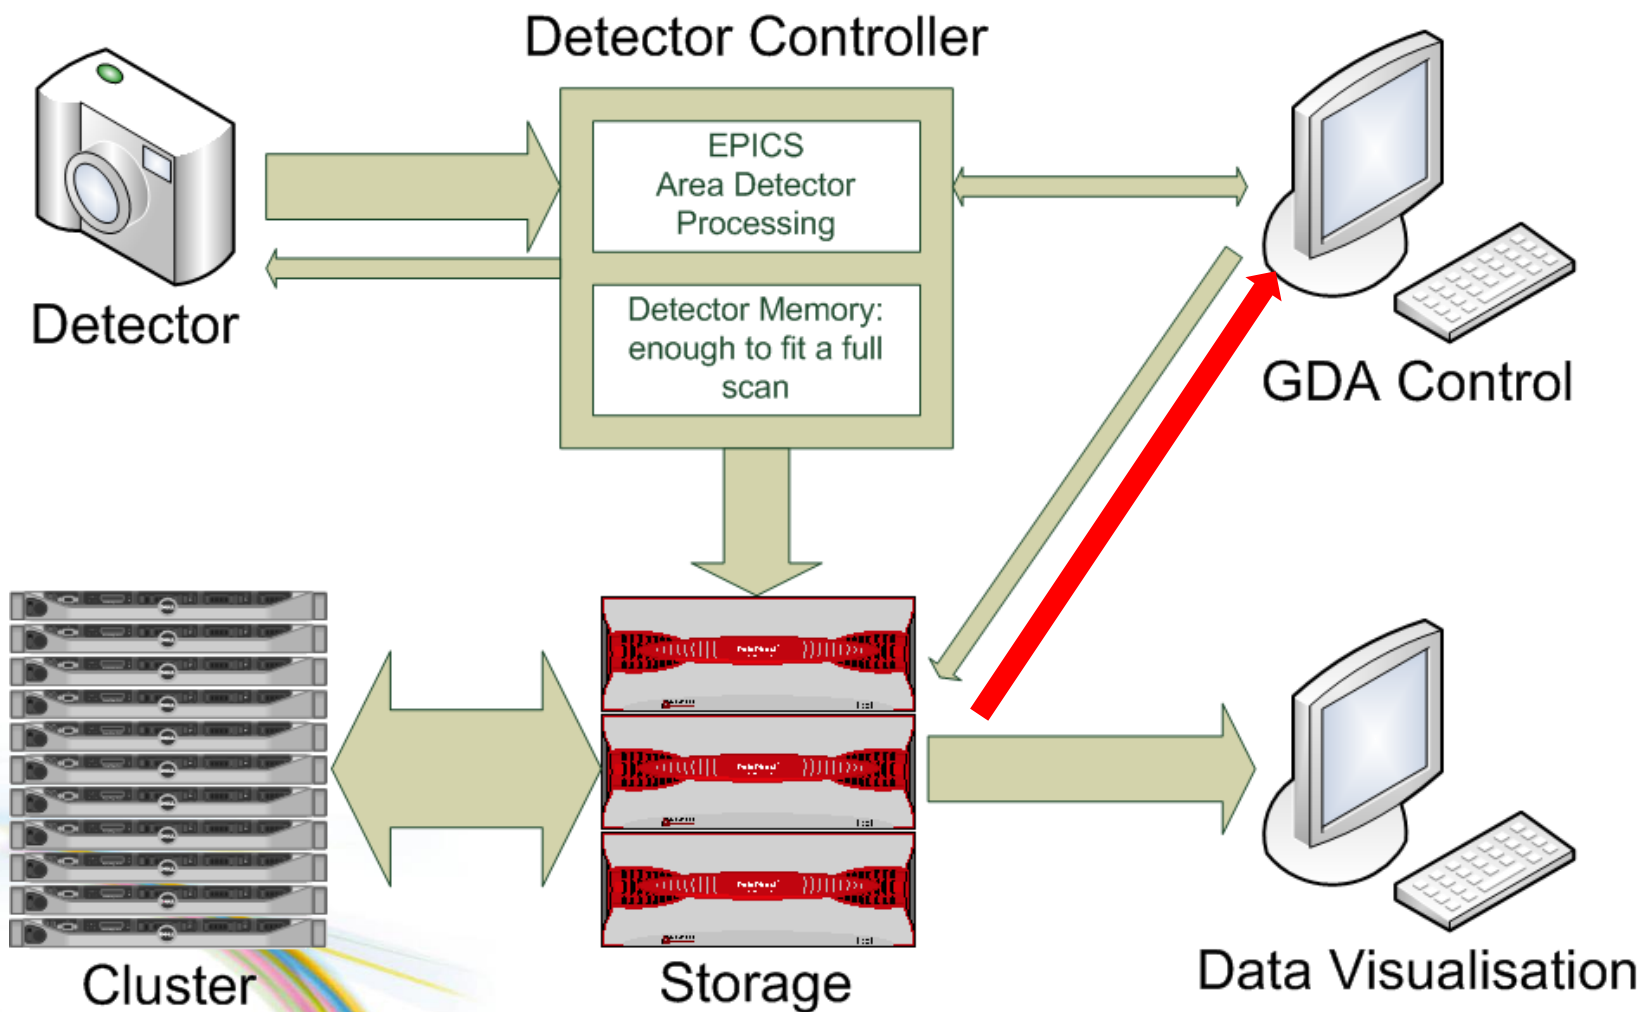 Detector Controller
EPICS
Area Detector
Processing
Detector Memory:
enough to fit a full
scan
Detector
GDA Control
Cluster
Storage
Data Visualisation